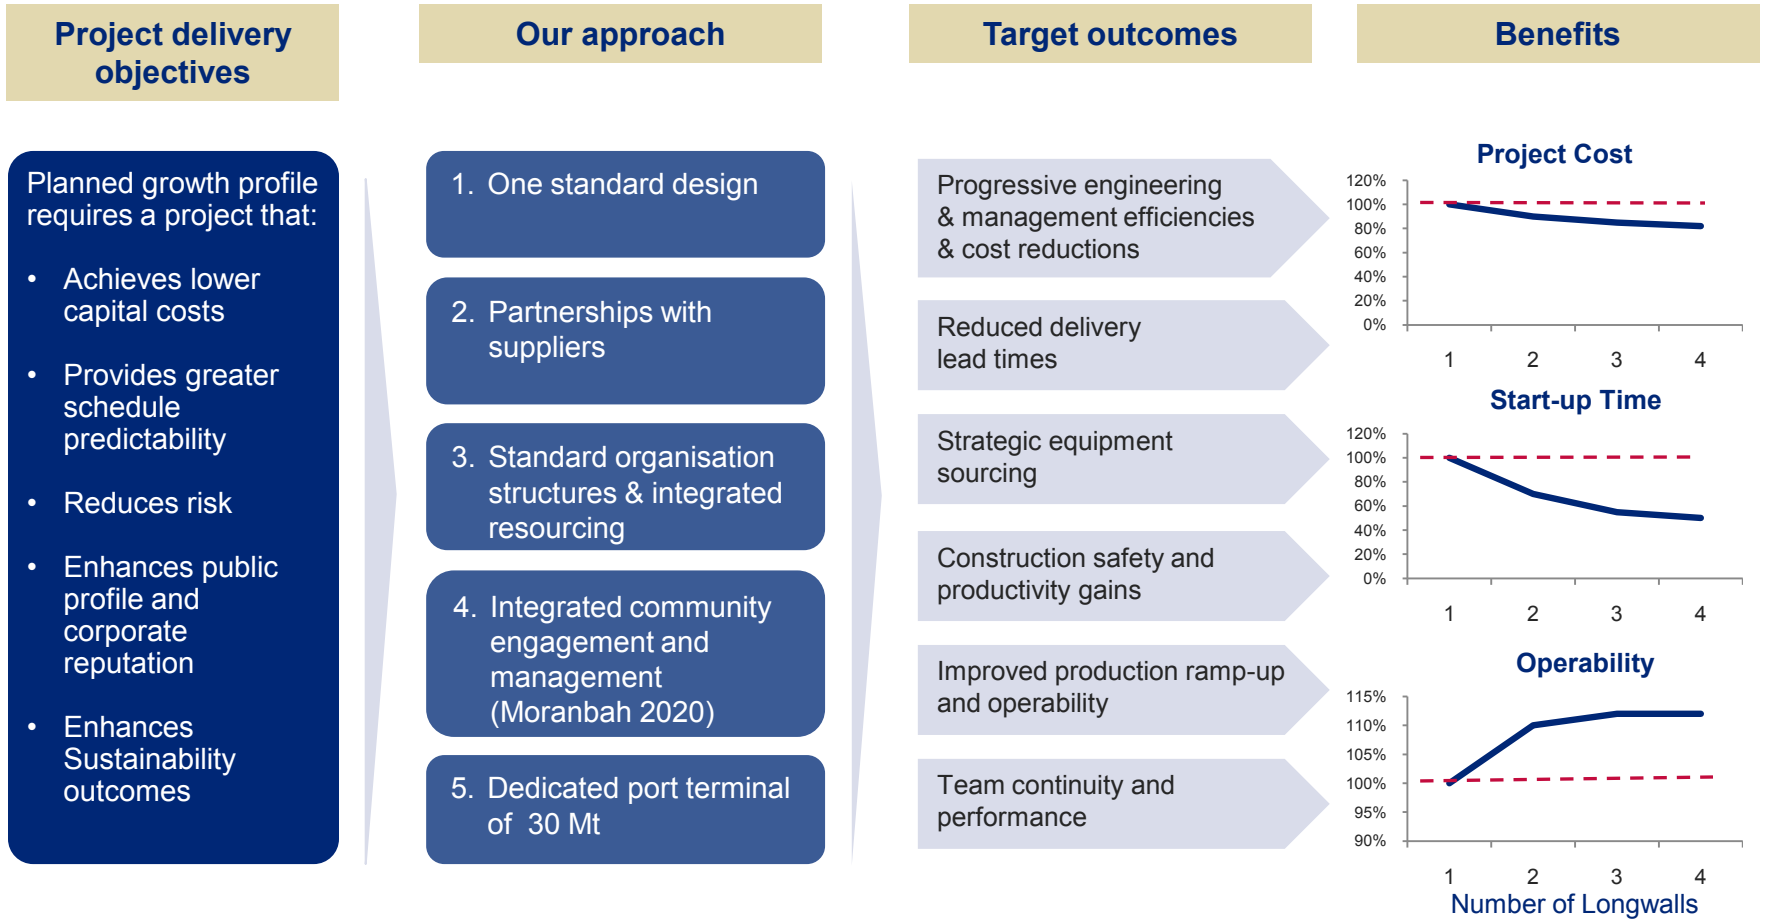 Project delivery
objectives
Our approach
Target outcomes
Benefits
Planned growth profile
requires a project that:
• Achieves lower
capital costs
• Provides greater
schedule
predictability
• Reduces risk
• Enhances public
profile and
corporate
reputation
• Enhances
Sustainability
outcomes
1. One standard design
2. Partnerships with
suppliers
3. Standard organisation
structures & integrated
resourcing
4. Integrated community
engagement and
management
(Moranbah 2020)
5. Dedicated port terminal
of 30 Mt
Progressive engineering
& management efficiencies
& cost reductions
Reduced delivery
lead times
Strategic equipment
sourcing
Construction safety and
productivity gains
Improved production ramp-up
and operability
Team continuity and
performance
Project Cost
120%
100%
80%
60%
40%
20%
0%
1 2 3 4
Start-up Time
120%
100%
80%
60%
40%
20%
0%
1 2 3 4
Operability
115%
110%
105%
100%
95%
90%
1 2 3 4
Number of Longwalls